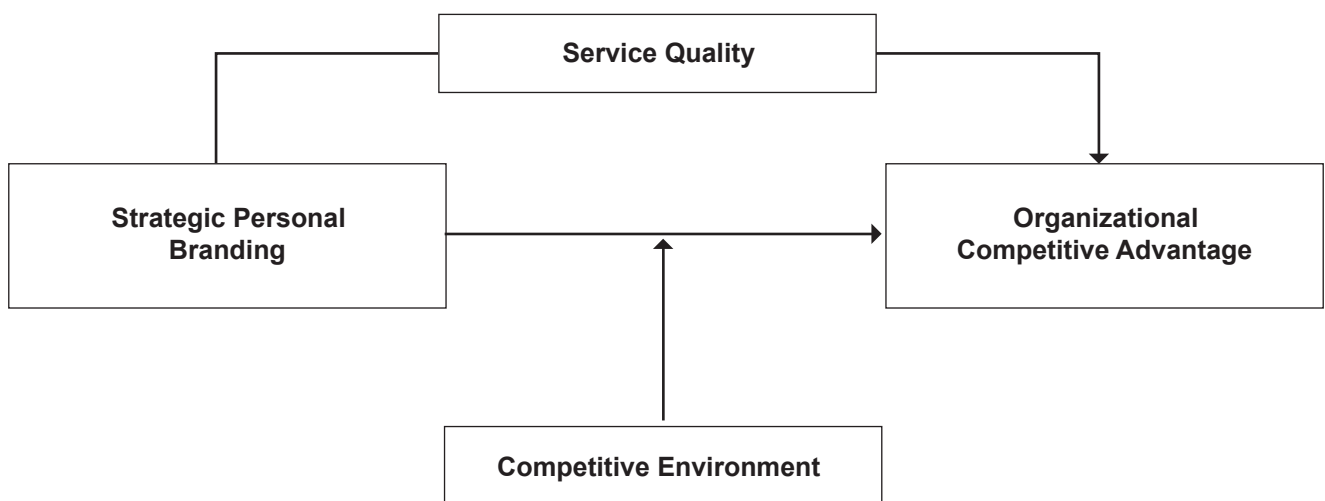 Service Quality
Strategic Personal
Branding
Organizational
Competitive Advantage
Competitive Environment